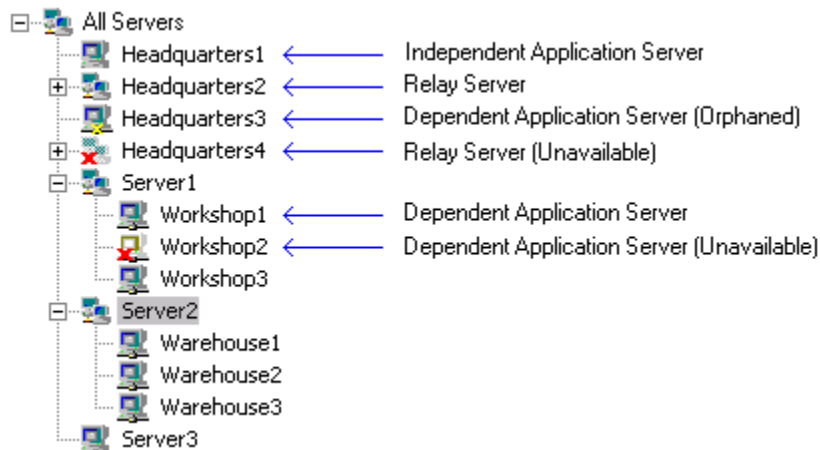 All Servers
Headquarters1 Independent Application Server
Headquarters2 Relay Server
Headquarters3 Dependent Application Server (Orphaned)
Headquarters4 Relay Server (Unavailable)
Server1
Workshop1 Dependent Application Server
Workshop2 Dependent Application Server (Unavailable)
Workshop3
Server2
Warehouse1
Warehouse2
Warehouse3
Server3